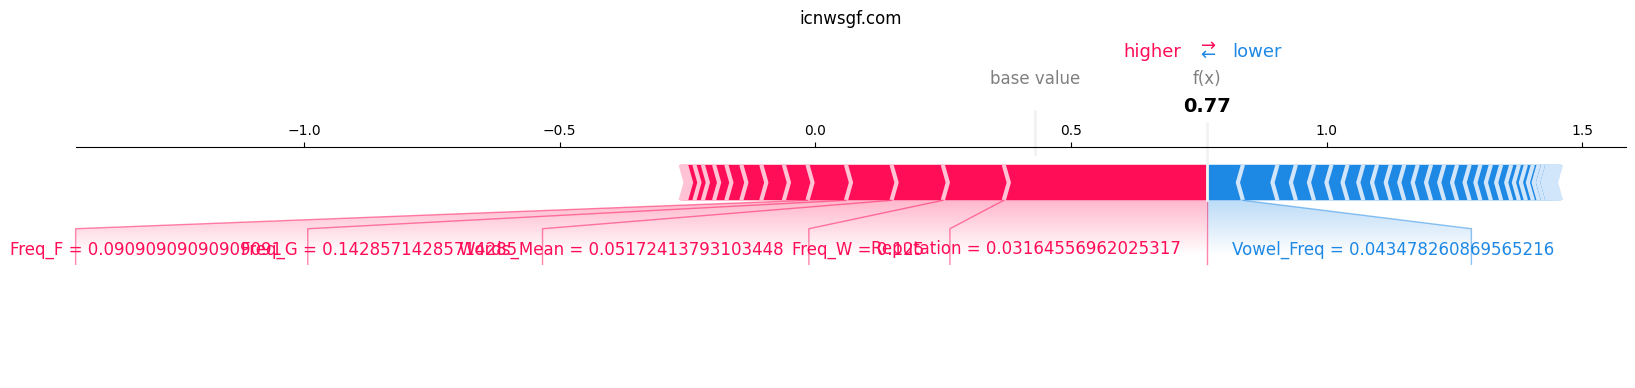 icnwsgf.com
higher ⇄ lower
base value f(x)
0.77
−1.0 −0.5 0.0 0.5 1.0 1.5
Freq_F = 0.09090909090909091 Freq_G = 0.14285714285714285 Words_Mean = 0.05172413793103448 Freq_W = 0.125 Reputation = 0.03164556962025317 Vowel_Freq = 0.043478260869565216